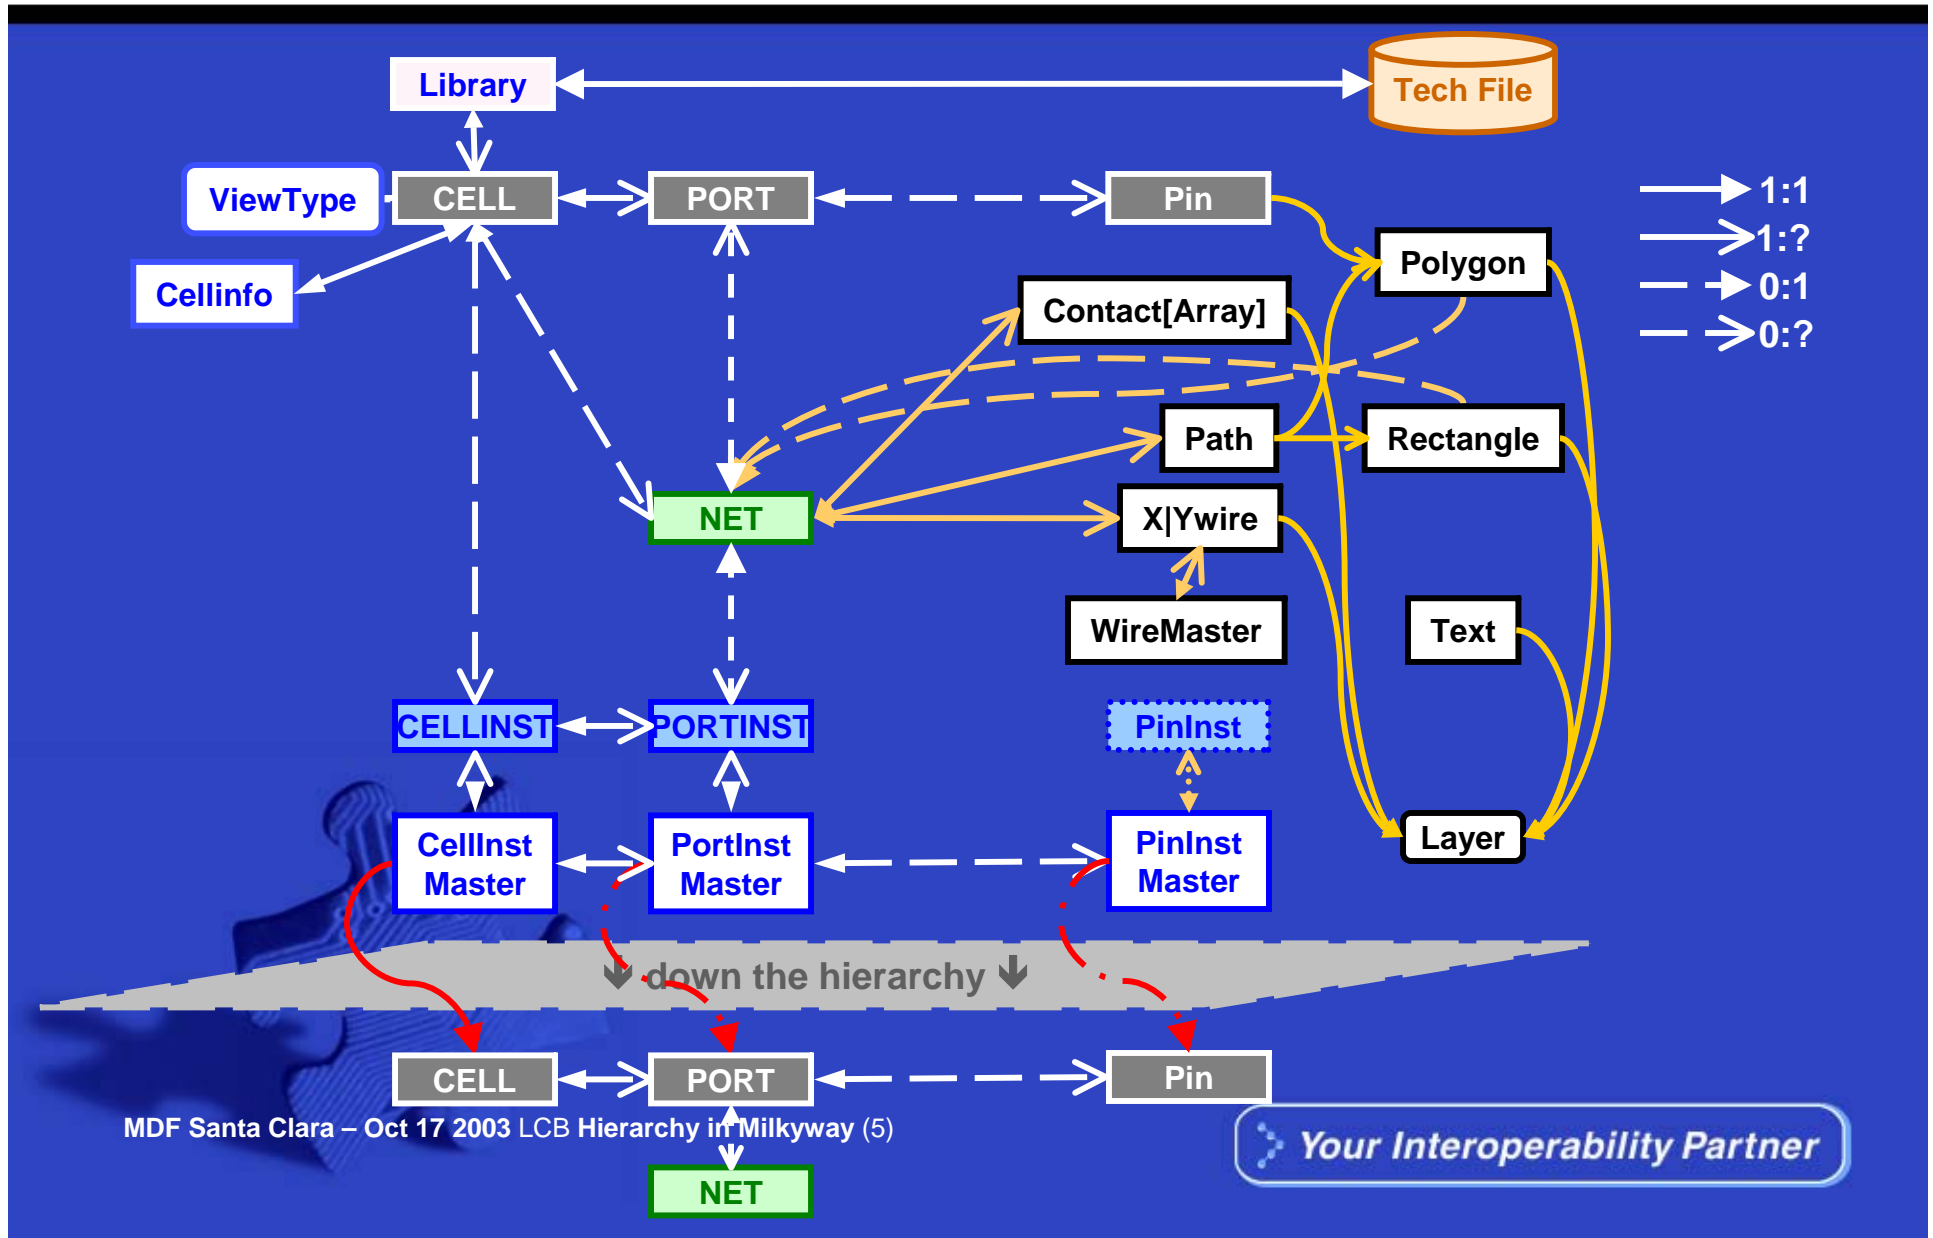 Library
Tech File
ViewType
CELL
PORT
Pin
1:1
1:?
0:1
0:?
Cellinfo
Polygon
Contact[Array]
Path
Rectangle
NET
X|Ywire
WireMaster
Text
CELLINST
PORTINST
PinInst
CellInst
Master
PortInst
Master
PinInst
Master
Layer
🡻 down the hierarchy 🡻
CELL
PORT
Pin
MDF Santa Clara – Oct 17 2003 LCB Hierarchy in Milkyway (5)
Your Interoperability Partner
NET